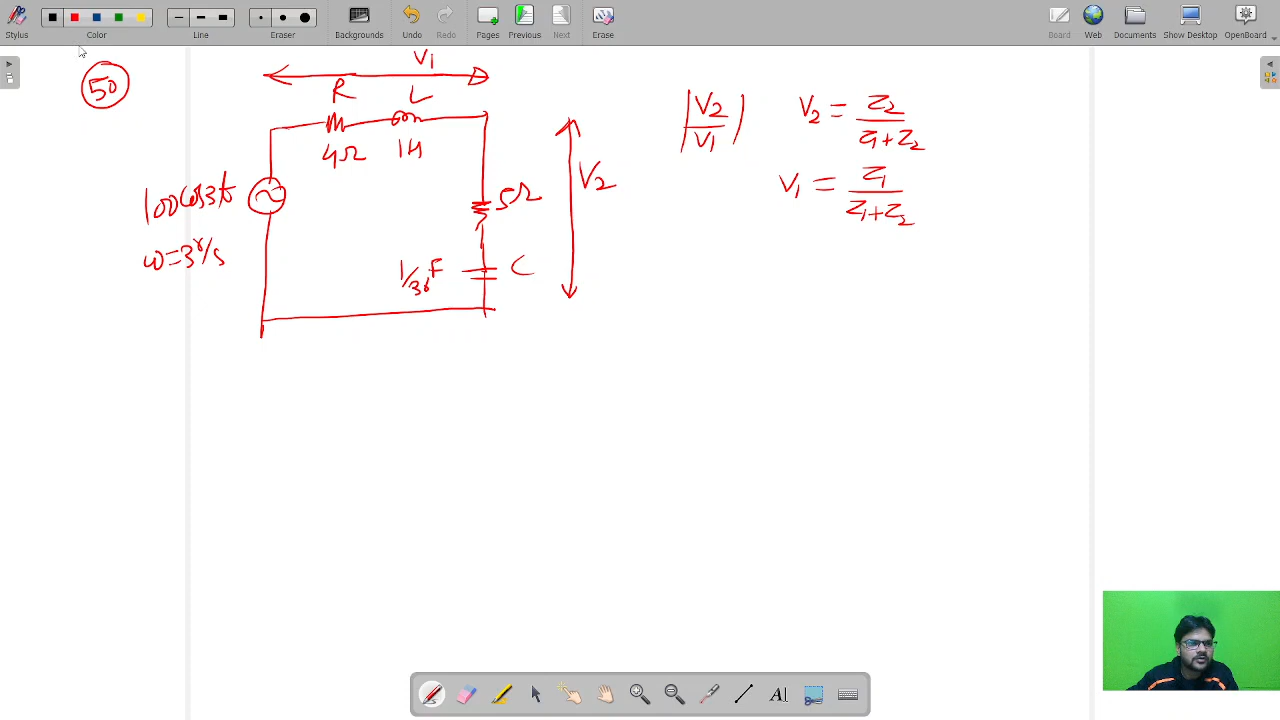 Stylus
Color
Line
Eraser
Backgrounds
Undo
Redo
Pages
Previous
Next
Erase
Board
Web
Documents
Show Desktop
OpenBoard
50
V1
R
L
4Ω
1H
100cos3t
ω=3r/s
5Ω
1/36F
C
V2
|V2/V1|
V2 = Z2/Z1+Z2
V1 = Z1/Z1+Z2
AI